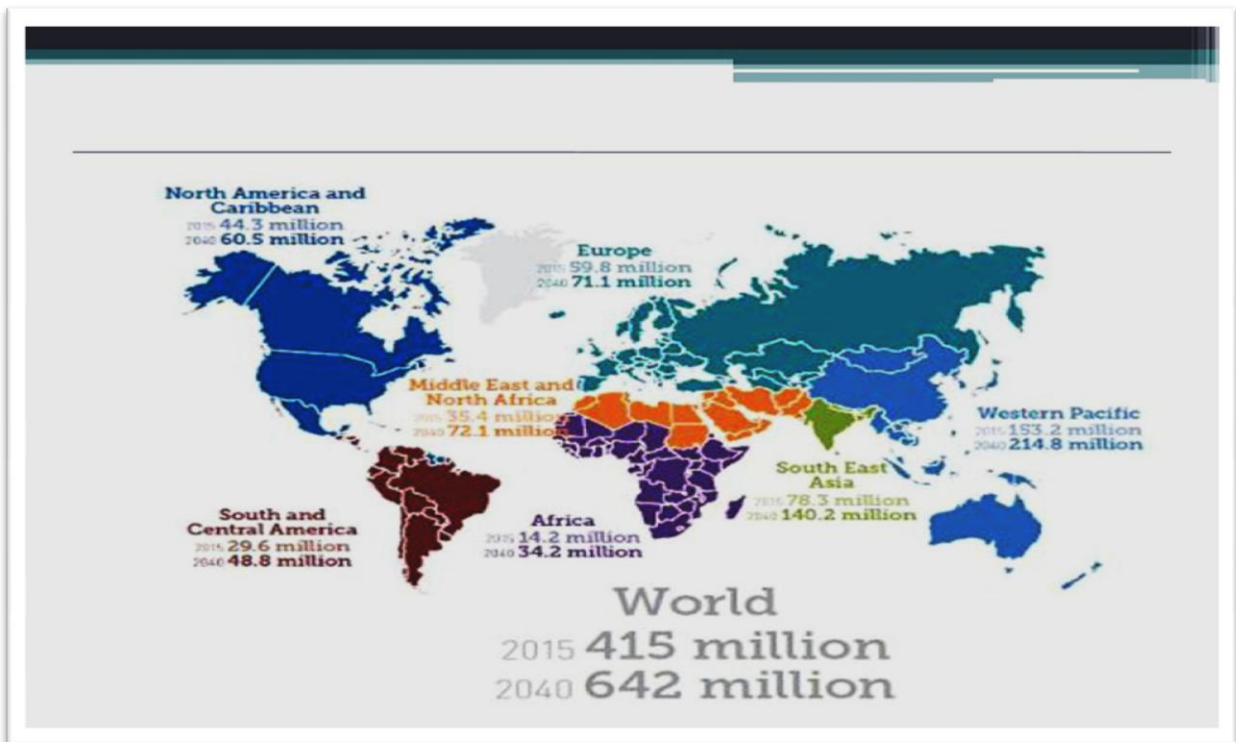 North America and
Caribbean
2015 44.3 million
2040 60.5 million
Europe
2015 59.8 million
2040 71.1 million
Middle East and
North Africa
2015 35.4 million
2040 72.1 million
Western Pacific
2015 153.2 million
2040 214.8 million
South East
Asia
2015 78.3 million
2040 140.2 million
South and
Central America
2015 29.6 million
2040 48.8 million
Africa
2015 14.2 million
2040 34.2 million
World
2015 415 million
2040 642 million